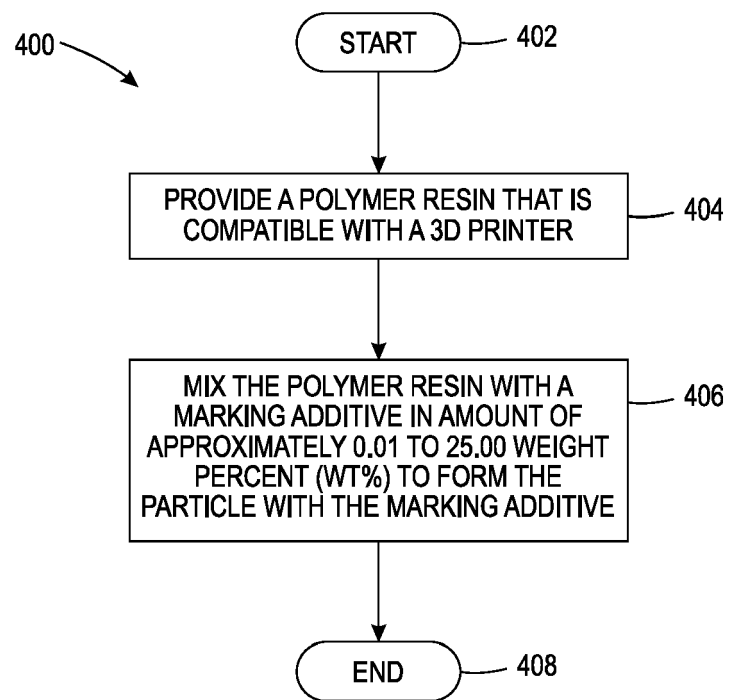 400
START
402
PROVIDE A POLYMER RESIN THAT IS
COMPATIBLE WITH A 3D PRINTER
404
MIX THE POLYMER RESIN WITH A
MARKING ADDITIVE IN AMOUNT OF
APPROXIMATELY 0.01 TO 25.00 WEIGHT
PERCENT (WT%) TO FORM THE
PARTICLE WITH THE MARKING ADDITIVE
406
END
408